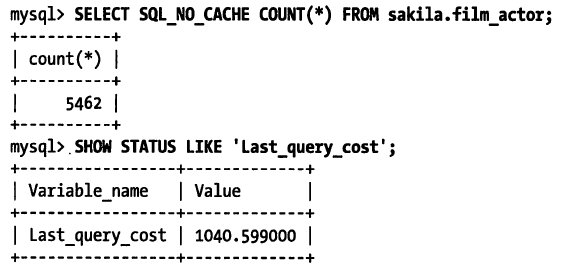 mysql> SELECT SQL_NO_CACHE COUNT(*) FROM sakila.film_actor;
+----------+
| count(*) |
+----------+
|     5462 |
+----------+
mysql> SHOW STATUS LIKE 'Last_query_cost';
+-----------------+-------------+
| Variable_name   | Value       |
+-----------------+-------------+
| Last_query_cost | 1040.599000 |
+-----------------+-------------+